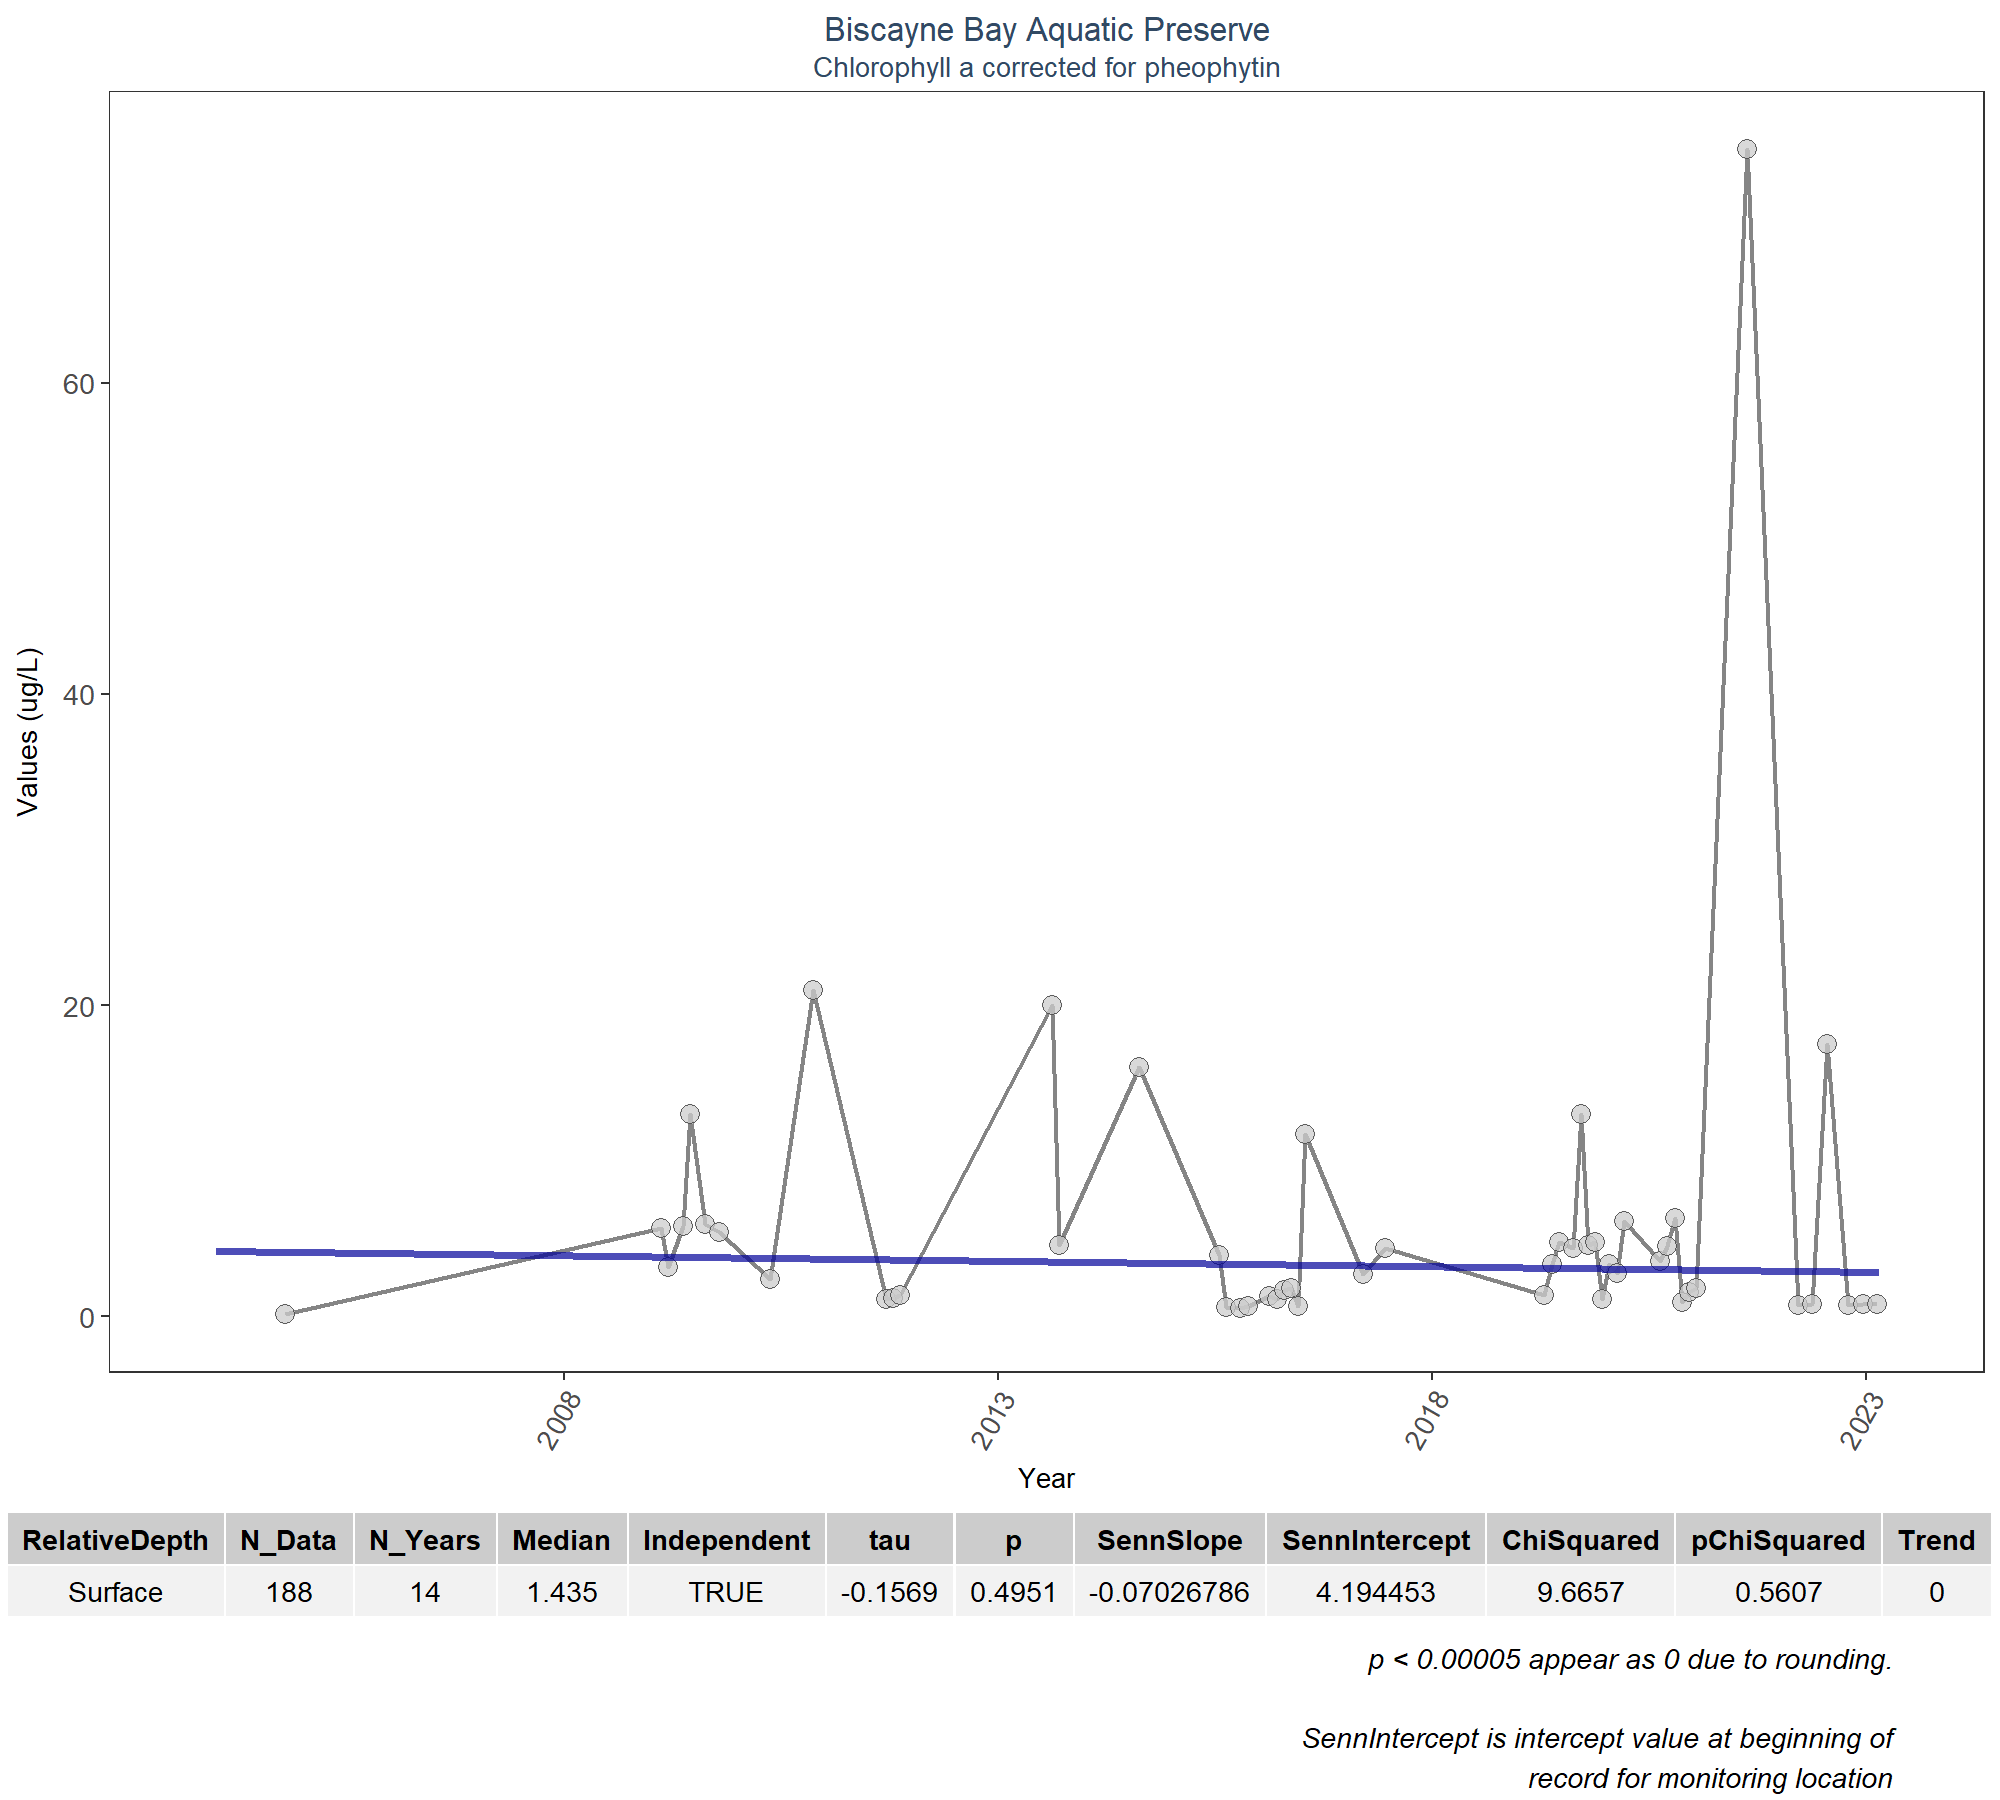 Biscayne Bay Aquatic Preserve
Chlorophyll a corrected for pheophytin
Values (ug/L)
60
40
20
0
2008 2013 2018 2023
Year
RelativeDepth N_Data N_Years Median Independent tau p SennSlope SennIntercept ChiSquared pChiSquared Trend
Surface 188 14 1.435 TRUE -0.1569 0.4951 -0.07026786 4.194453 9.6657 0.5607 0
p < 0.00005 appear as 0 due to rounding.
SennIntercept is intercept value at beginning of
record for monitoring location